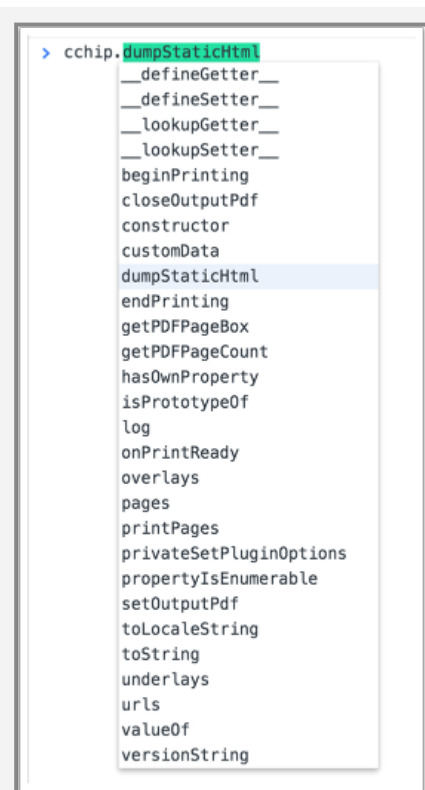 > cchip.dumpStaticHtml
__defineGetter__
__defineSetter__
__lookupGetter__
__lookupSetter__
beginPrinting
closeOutputPdf
constructor
customData
dumpStaticHtml
endPrinting
getPDFPageBox
getPDFPageCount
hasOwnProperty
isPrototypeOf
log
onPrintReady
overlays
pages
printPages
privateSetPluginOptions
propertyIsEnumerable
setOutputPdf
toLocaleString
toString
underlays
urls
valueOf
versionString